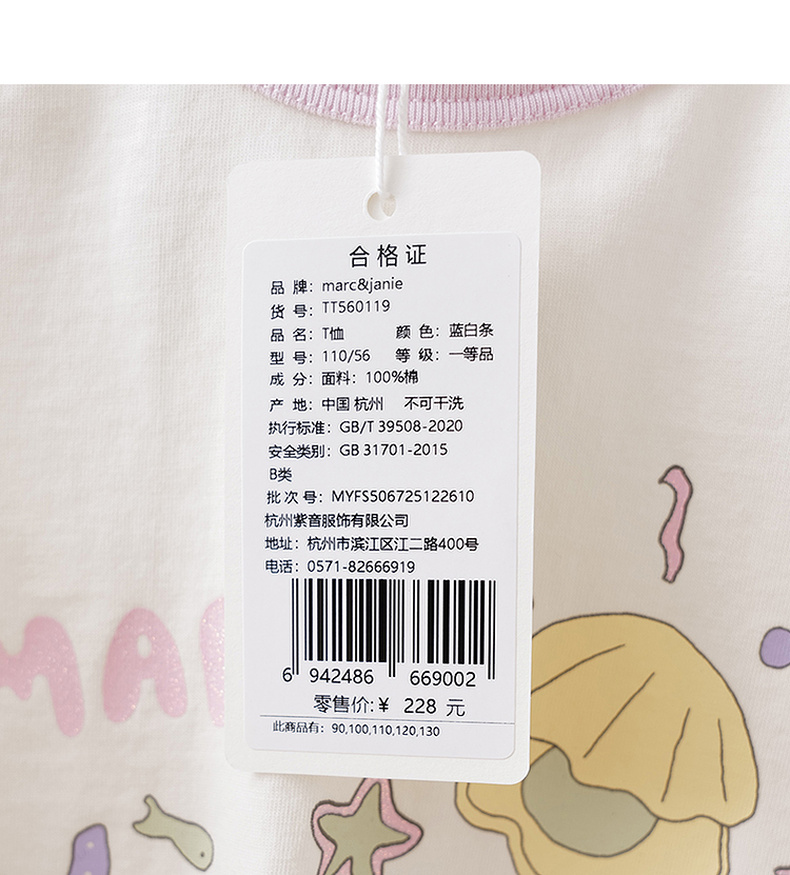 合格证
品 牌: marc&janie
货 号: TT560119
品 名: T恤 颜 色: 蓝白条
型 号: 110/56 等 级: 一等品
成 分: 面料: 100%棉
产 地: 中国 杭州 不可干洗
执行标准: GB/T 39508-2020
安全类别: GB 31701-2015
B类
批 次 号: MYFS506725122610
杭州紫音服饰有限公司
地址: 杭州市滨江区江二路400号
电话: 0571-82666919
6 942486 669002
零售价:¥ 228 元
此商品有: 90,100,110,120,130
MA